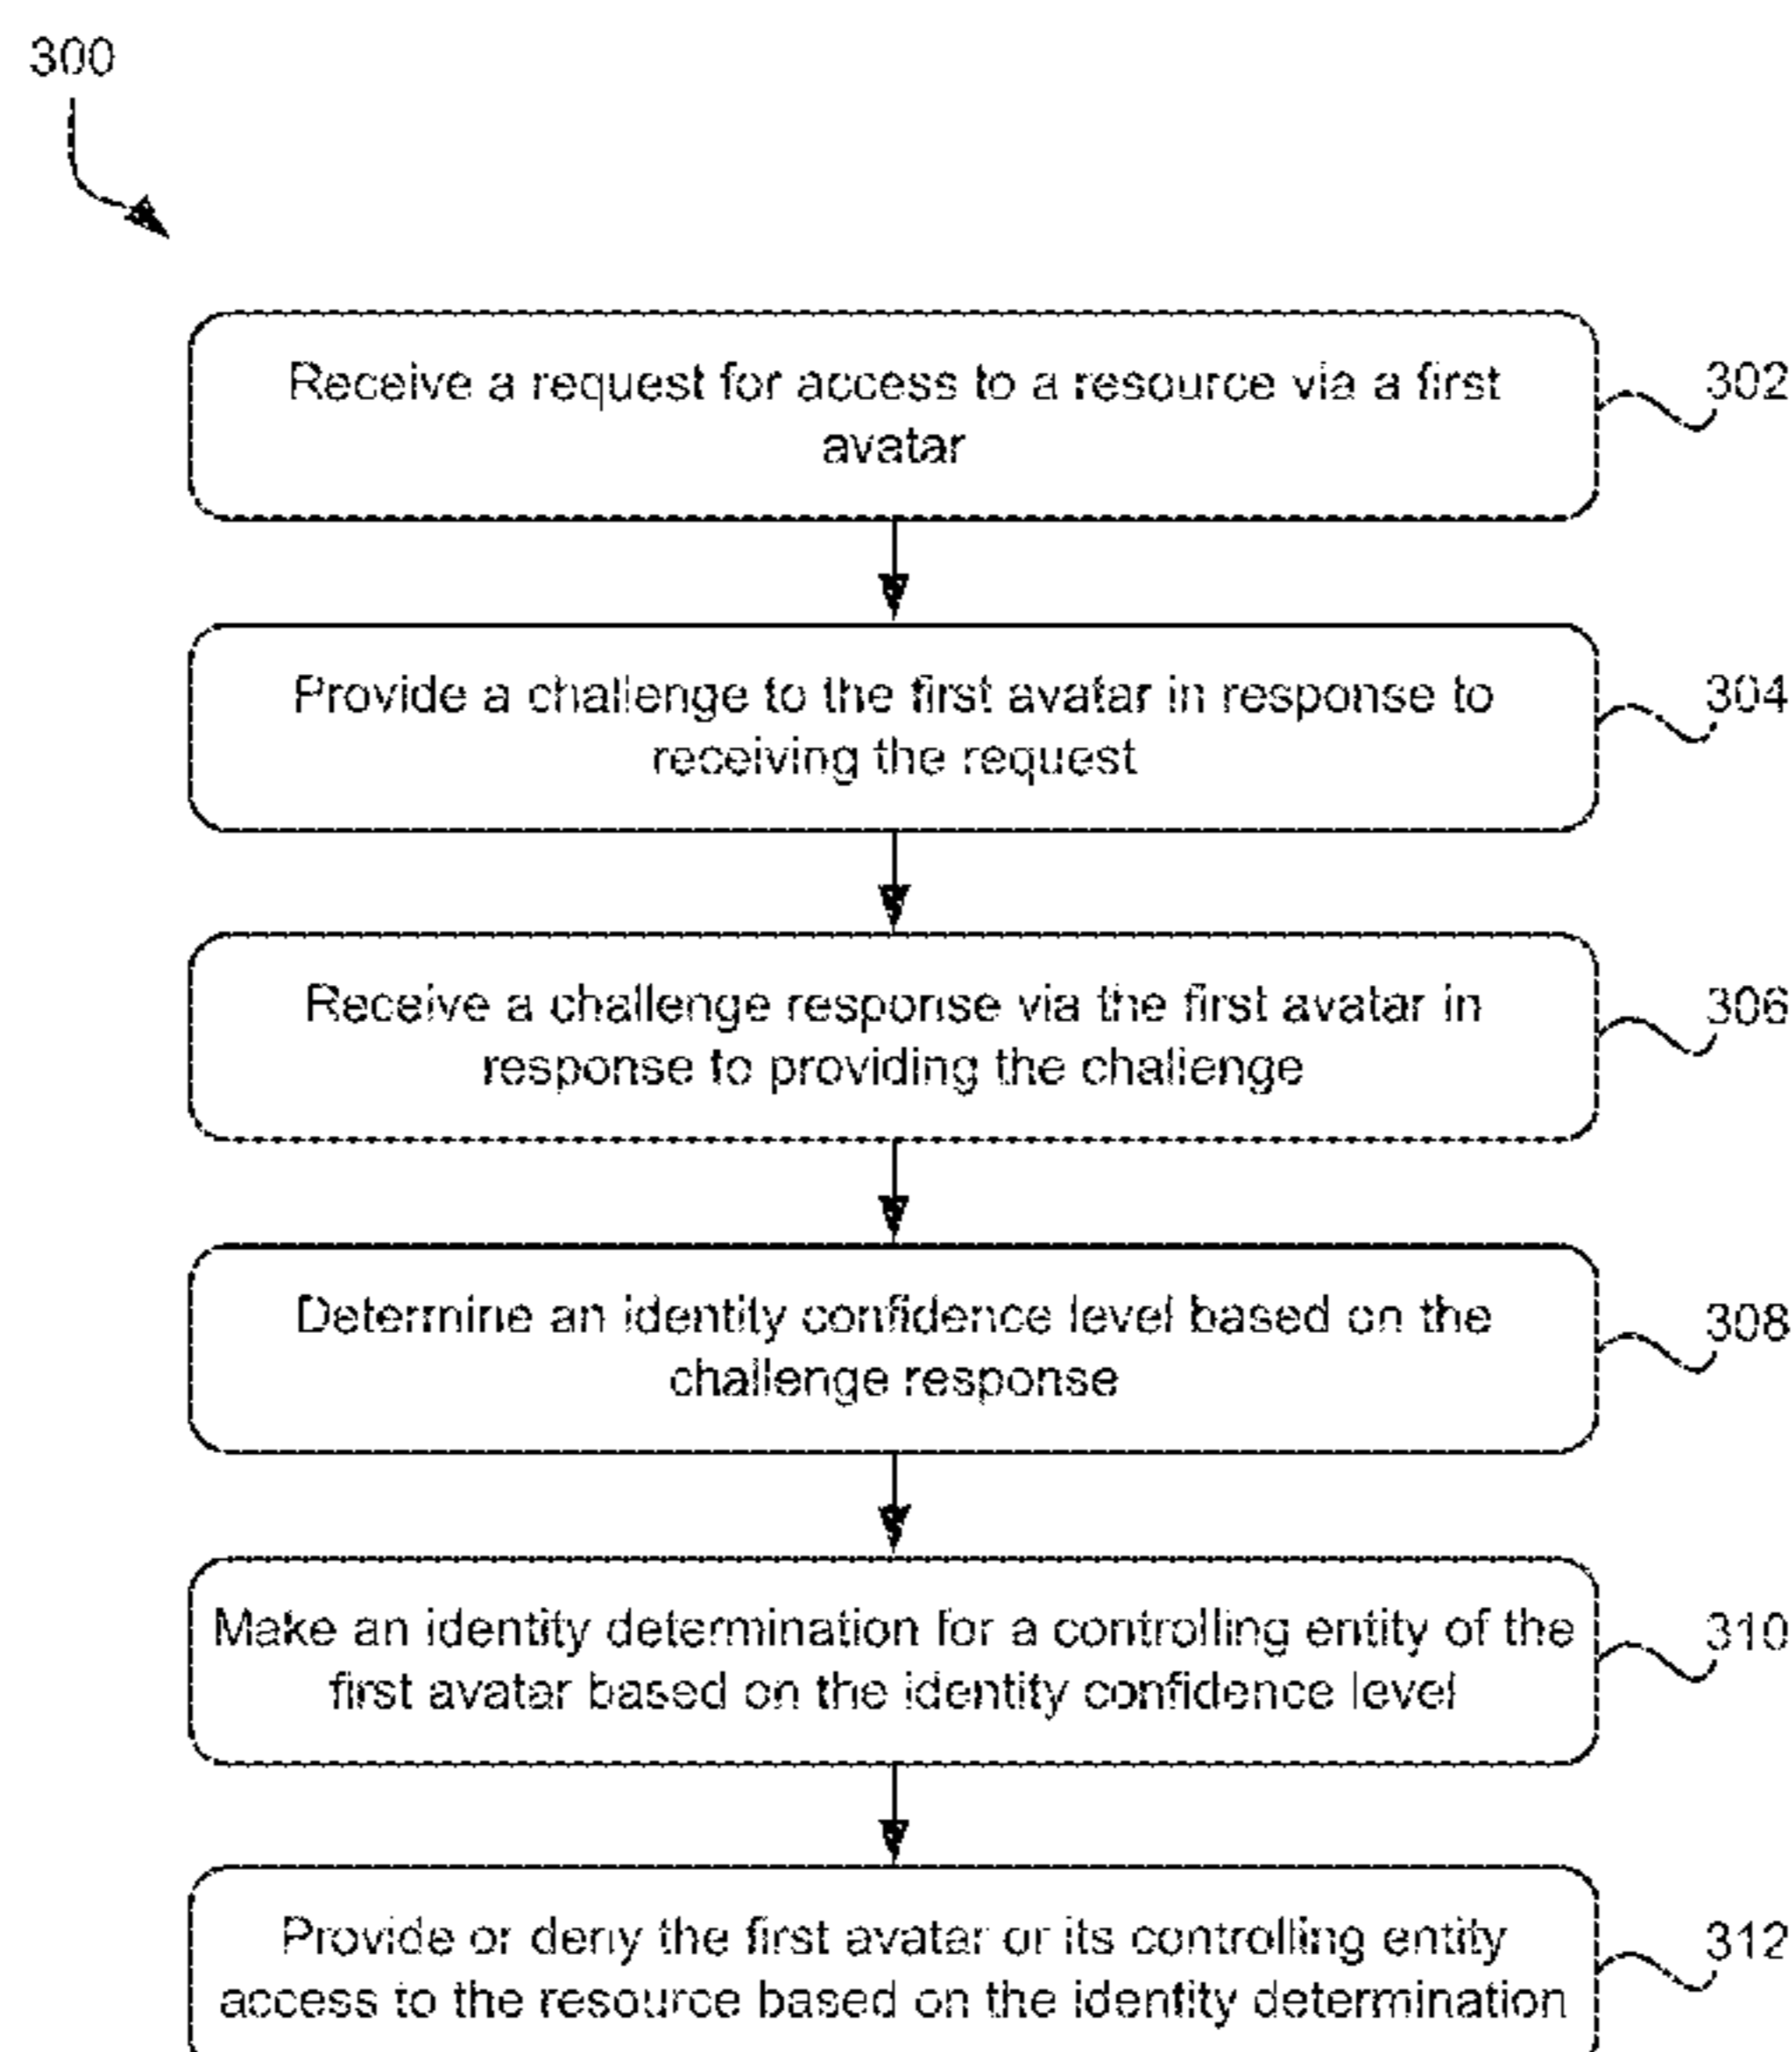 300
Receive a request for access to a resource via a first
avatar
302
Provide a challenge to the first avatar in response to
receiving the request
304
Receive a challenge response via the first avatar in
response to providing the challenge
306
Determine an identity confidence level based on the
challenge response
308
Make an identity determination for a controlling entity of the
first avatar based on the identity confidence level
310
Provide or deny the first avatar or its controlling entity
access to the resource based on the identity determination
312